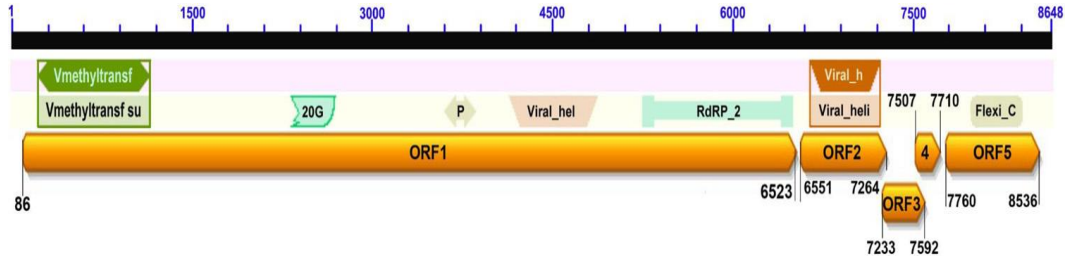 1 1500 3000 4500 6000 7500 8648
Vmethyltransf Viral_h
Vmethyltransf su 20G P Viral_hel RdRP_2 Viral_heli 7507 7710 Flexi_C
ORF1 ORF2 4 ORF5
86 6523 6551 7264 ORF3 7760 8536
7233 7592